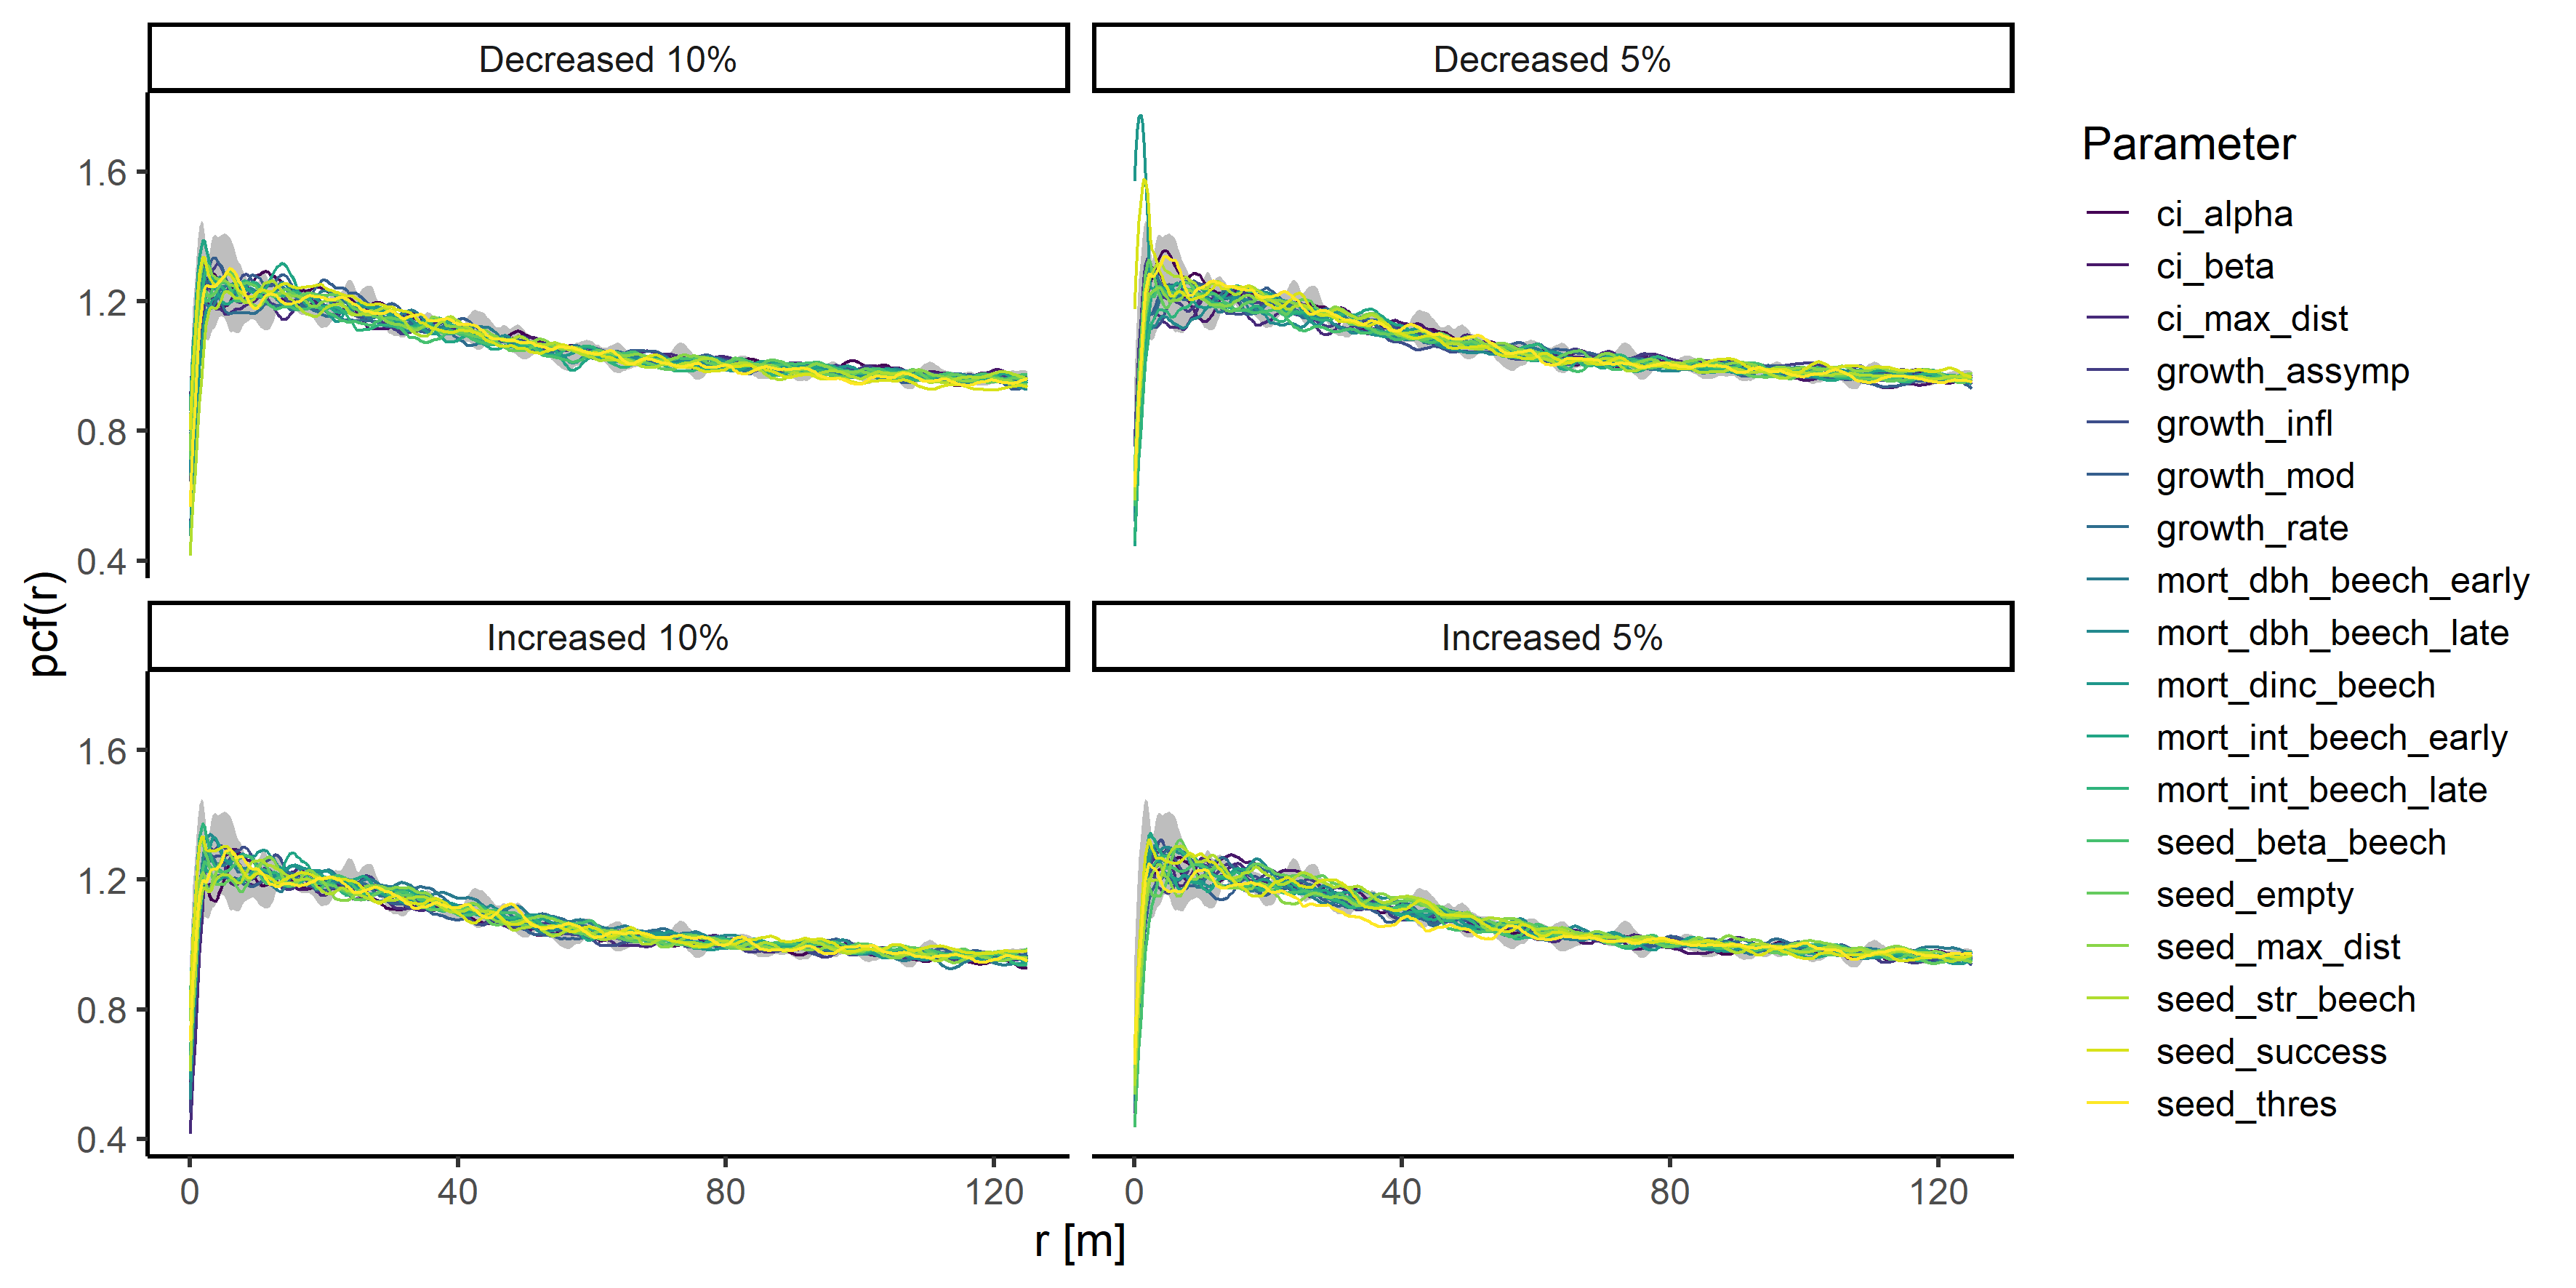 Decreased 10%
Decreased 5%
1.6
1.2
0.8
0.4
Increased 10%
Increased 5%
1.6
1.2
0.8
0.4
0 40 80 120
0 40 80 120
r [m]
pcf(r)
Parameter
ci_alpha
ci_beta
ci_max_dist
growth_assymp
growth_infl
growth_mod
growth_rate
mort_dbh_beech_early
mort_dbh_beech_late
mort_dinc_beech
mort_int_beech_early
mort_int_beech_late
seed_beta_beech
seed_empty
seed_max_dist
seed_str_beech
seed_success
seed_thres